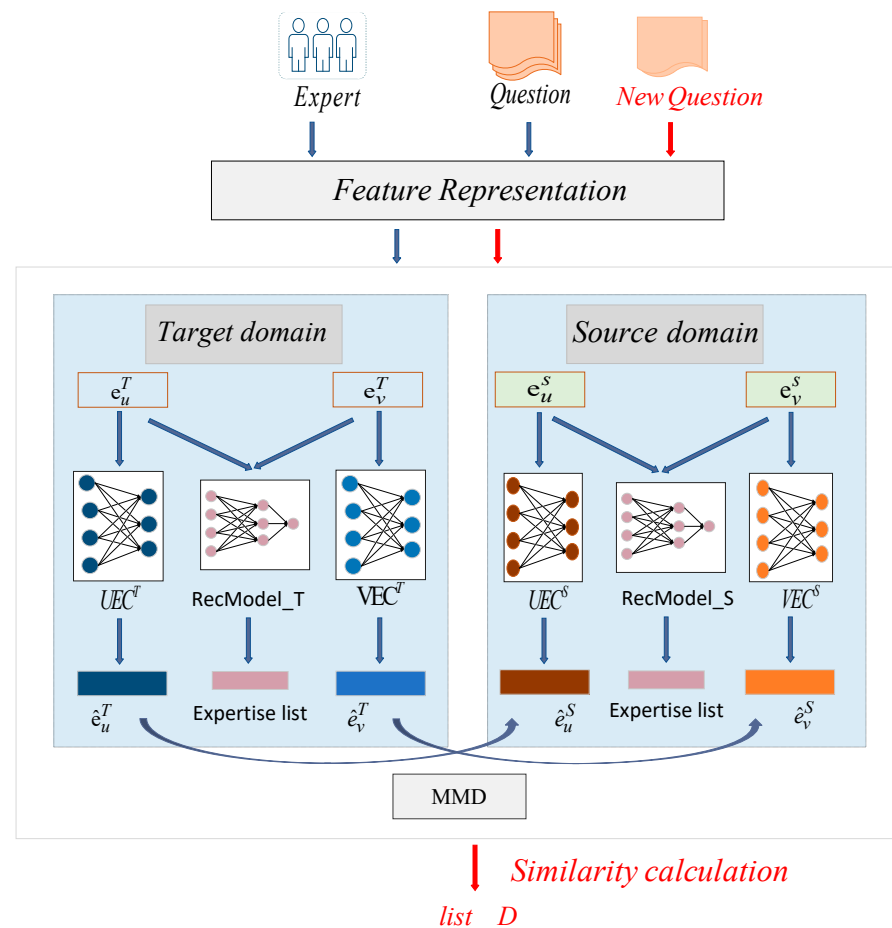 Expert
Question
New Question
Feature Representation
Target domain
Source domain
e_u^T
e_v^T
e_u^s
e_v^s
UEC^T
RecModel_T
VEC^T
UEC^S
RecModel_S
VEC^S
ê_u^T
Expertise list
ê_v^T
ê_u^S
Expertise list
ê_v^S
MMD
Similarity calculation
list D